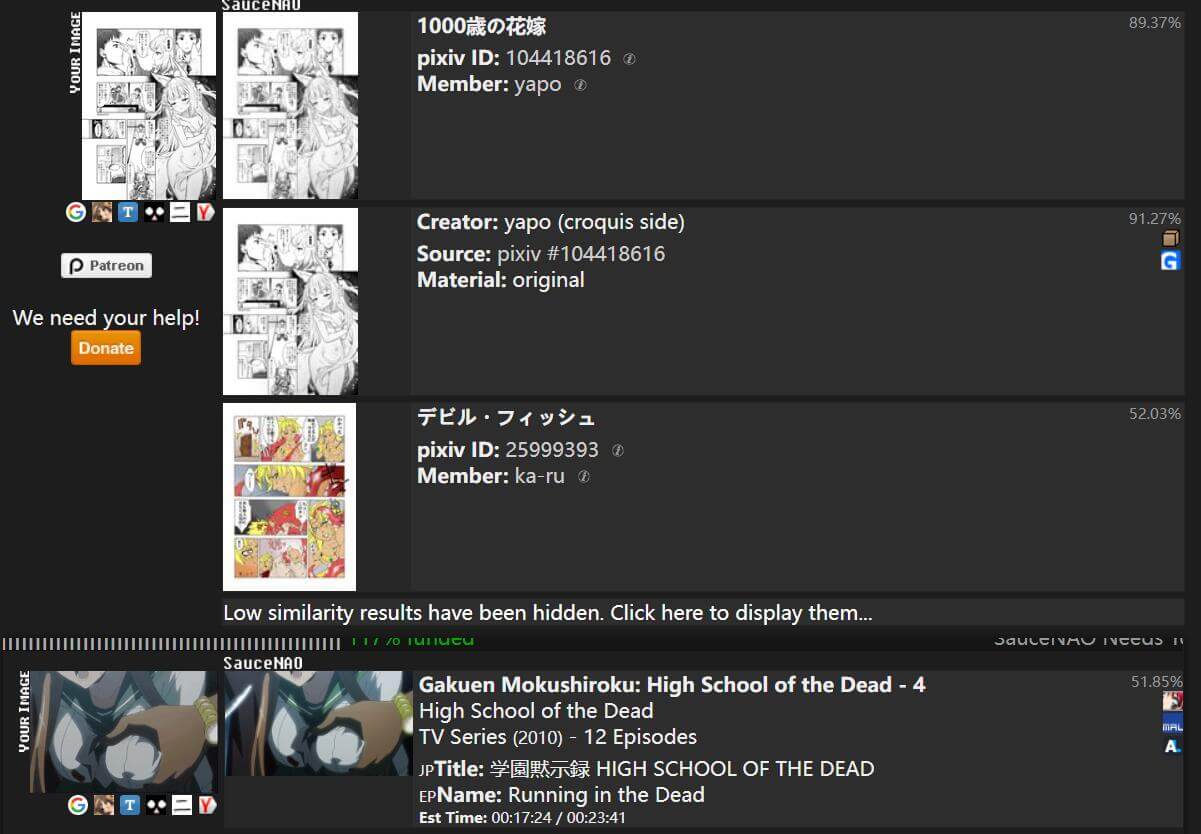 SauceNAO
YOUR IMAGE
1000歳の花嫁
89.37%
pixiv ID: 104418616
Member: yapo
Patreon
We need your help!
Donate
Creator: yapo (croquis side)
91.27%
Source: pixiv #104418616
Material: original
デビル・フィッシュ
52.03%
pixiv ID: 25999393
Member: ka-ru
Low similarity results have been hidden. Click here to display them...
117% funded
SauceNAO Needs
SauceNAO
YOUR IMAGE
Gakuen Mokushiroku: High School of the Dead - 4
51.85%
High School of the Dead
TV Series (2010) - 12 Episodes
MAL
JPTitle: 学園黙示録 HIGH SCHOOL OF THE DEAD
EPName: Running in the Dead
Est Time: 00:17:24 / 00:23:41